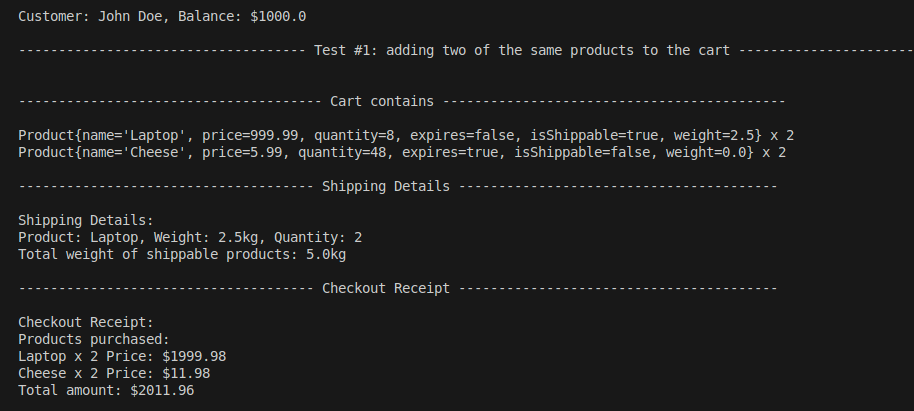 Customer: John Doe, Balance: $1000.0
------------------------------------ Test #1: adding two of the same products to the cart ----------------------
-------------------------------------- Cart contains -------------------------------------------
Product{name='Laptop', price=999.99, quantity=8, expires=false, isShippable=true, weight=2.5} x 2
Product{name='Cheese', price=5.99, quantity=48, expires=true, isShippable=false, weight=0.0} x 2
------------------------------------- Shipping Details ----------------------------------------
Shipping Details:
Product: Laptop, Weight: 2.5kg, Quantity: 2
Total weight of shippable products: 5.0kg
------------------------------------- Checkout Receipt ----------------------------------------
Checkout Receipt:
Products purchased:
Laptop x 2 Price: $1999.98
Cheese x 2 Price: $11.98
Total amount: $2011.96